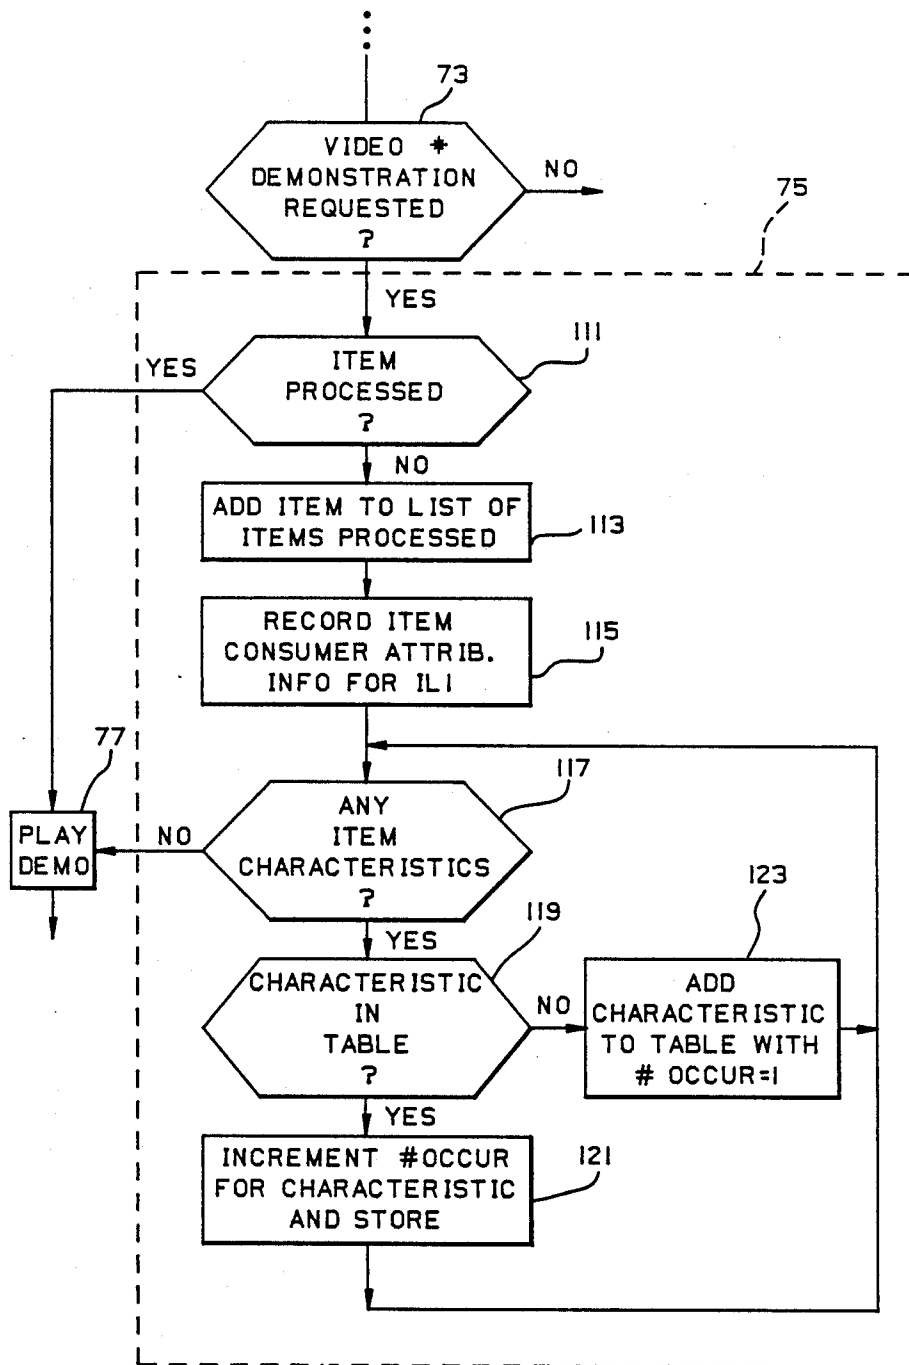 73
VIDEO *
DEMONSTRATION
REQUESTED
?
NO
75
YES
111
ITEM
PROCESSED
?
YES
NO
ADD ITEM TO LIST OF
ITEMS PROCESSED
113
RECORD ITEM
CONSUMER ATTRIB.
INFO FOR IL1
115
77
PLAY
DEMO
117
ANY
ITEM
CHARACTERISTICS
?
NO
YES
119
CHARACTERISTIC
IN
TABLE
?
NO
123
ADD
CHARACTERISTIC
TO TABLE WITH
# OCCUR=1
YES
INCREMENT #OCCUR
FOR CHARACTERISTIC
AND STORE
121